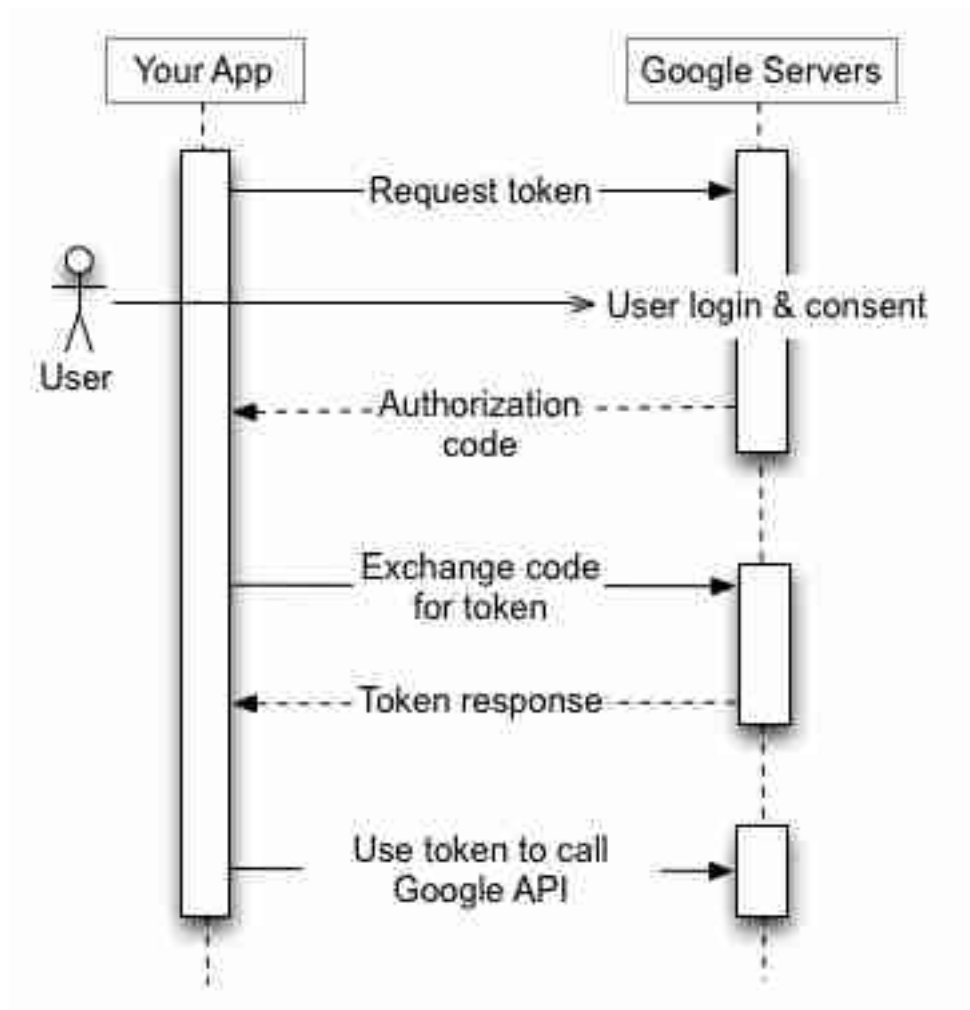 Your App
Google Servers
Request token
User login & consent
User
Authorization
code
Exchange code
for token
Token response
Use token to call
Google API